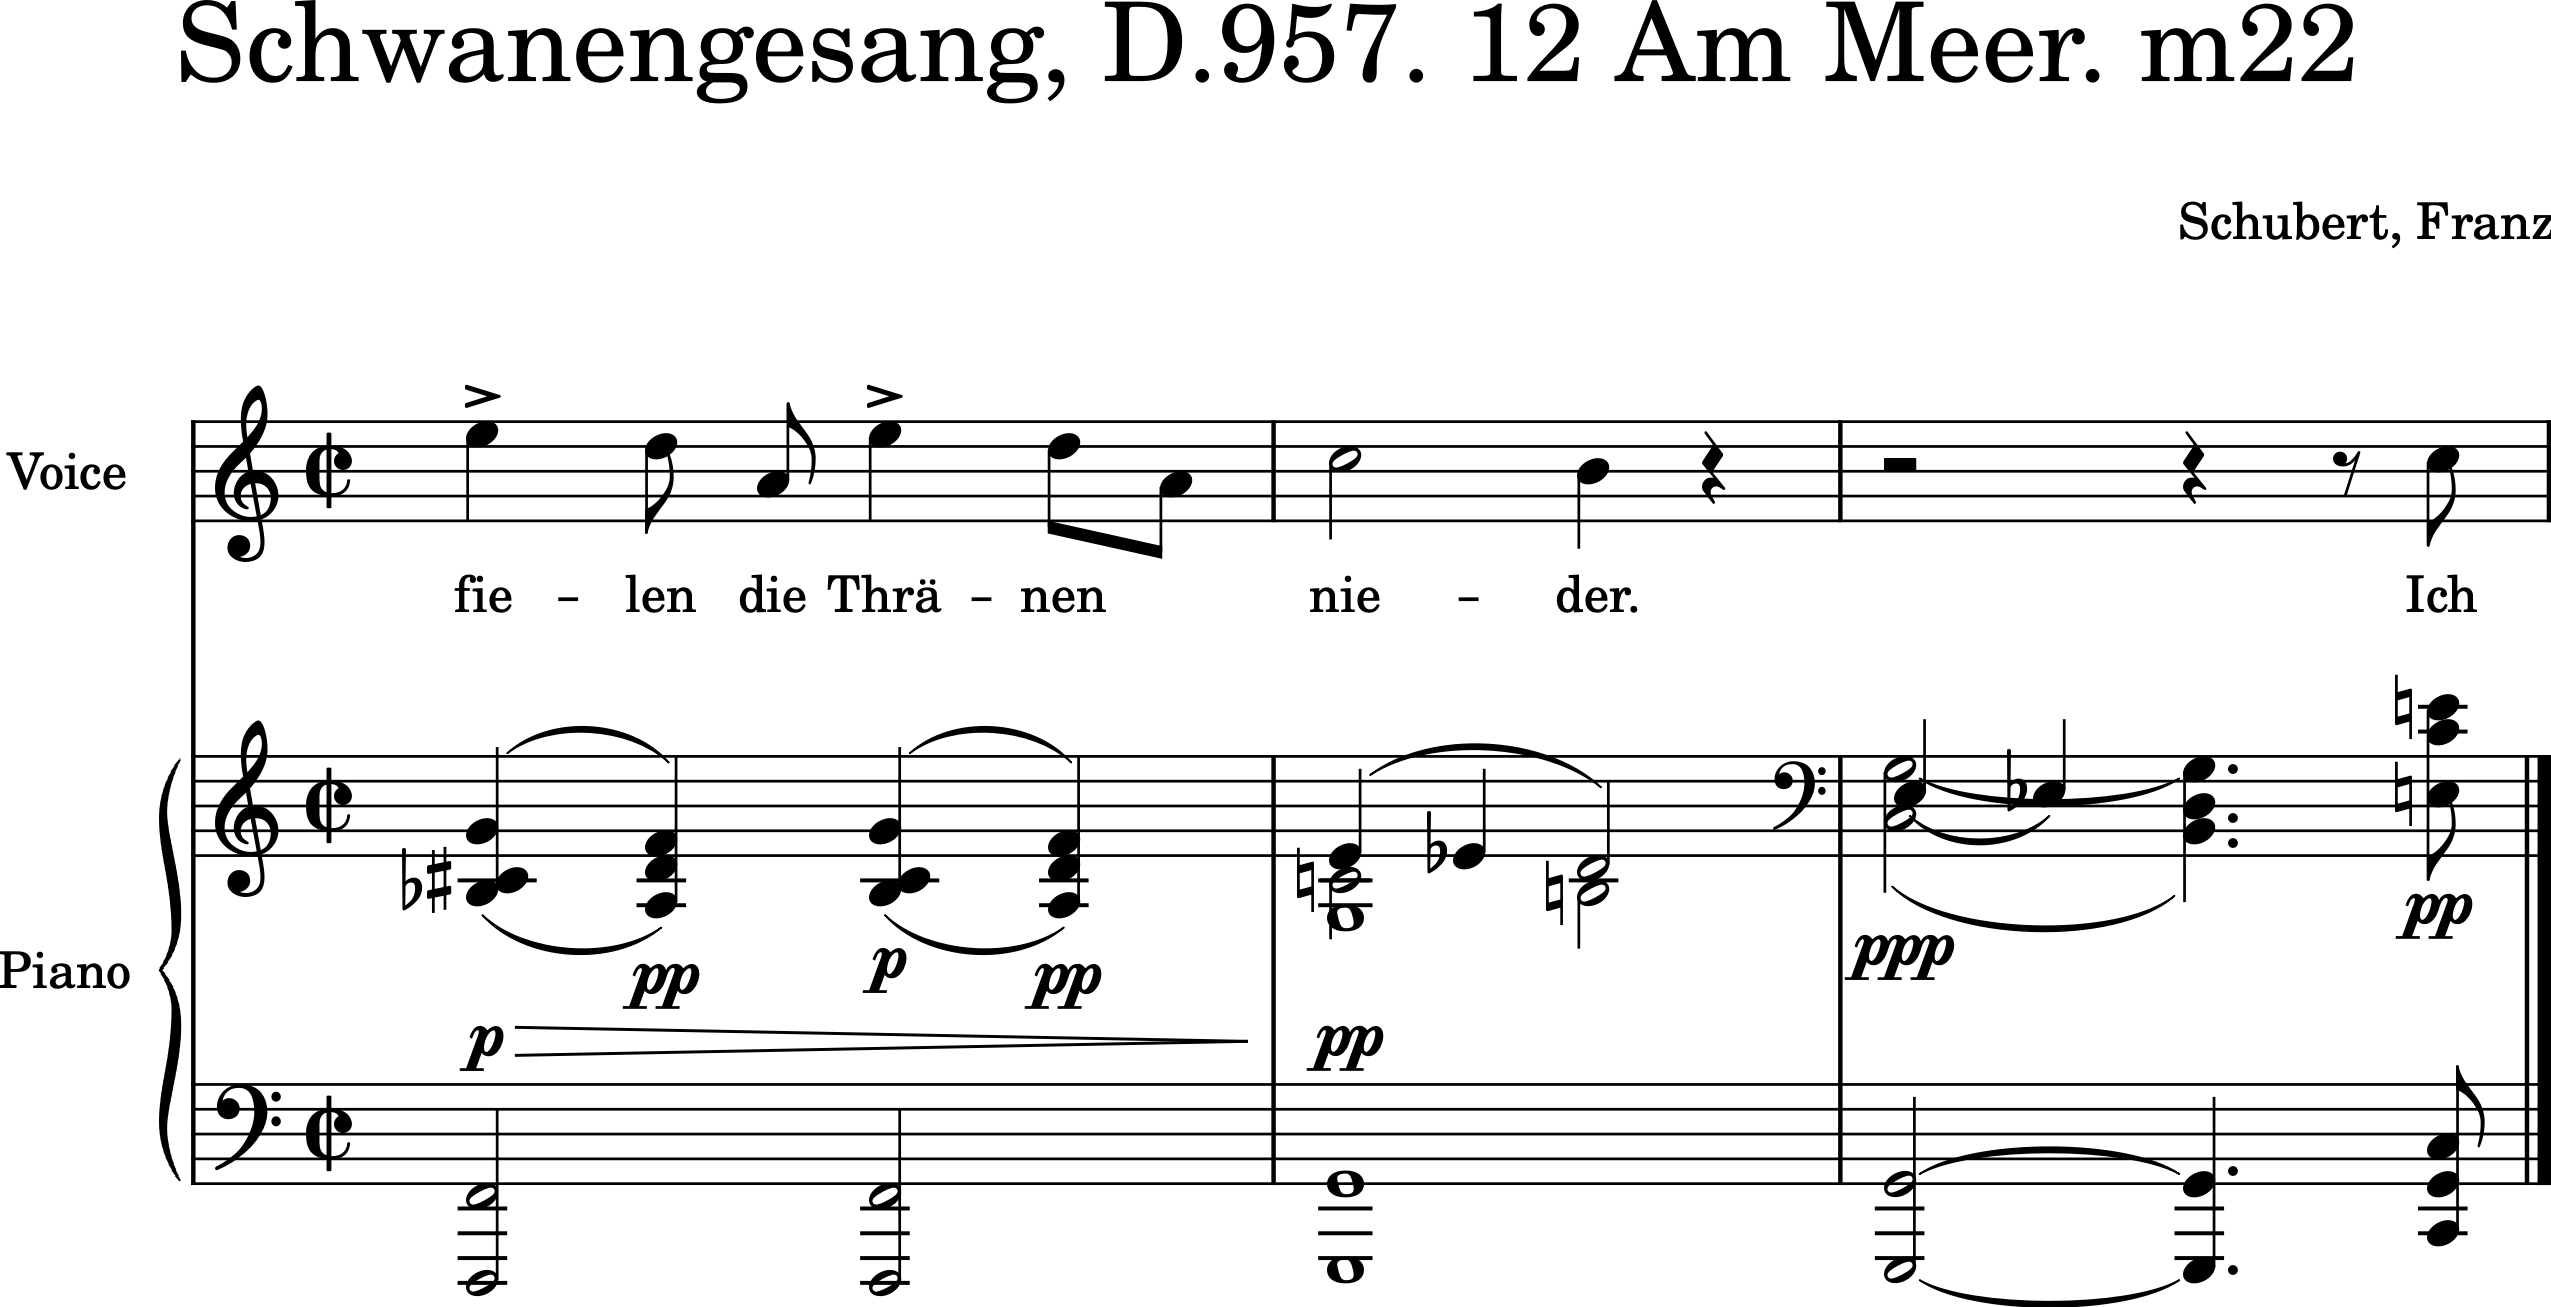 Schwanengesang, D.957. 12 Am Meer. m22
Schubert, Franz
Voice
fie - len die Thrä - nen nie - der. Ich
Piano
pp p pp ppp pp
p pp